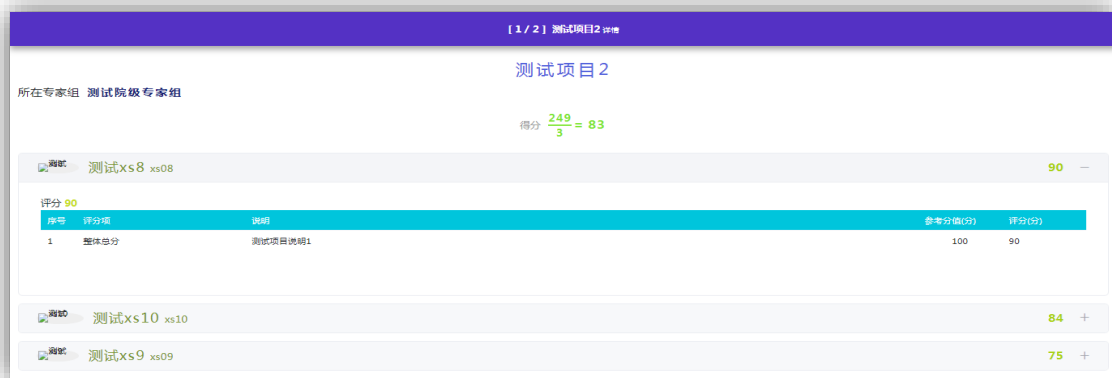 [ 1 / 2 ] 测试项目2 详情
测试项目2
所在专家组 测试院级专家组
得分 249/3 = 83
测试 测试xs8 xs08 90 −
评分 90
序号 评分项 说明 参考分值(分) 评分(分)
1 整体总分 测试项目说明1 100 90
测试 测试xs10 xs10 84 +
测试 测试xs9 xs09 75 +